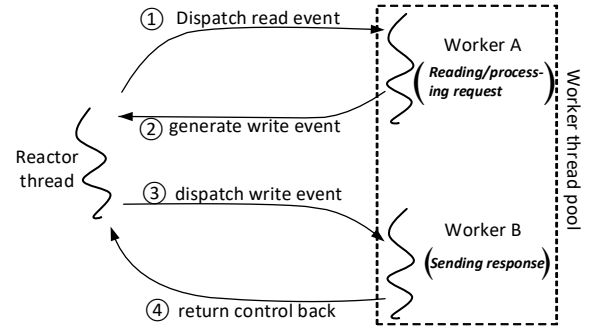 ① Dispatch read event
Worker A
(Reading/process-
ing request)
② generate write event
Reactor
thread
③ dispatch write event
Worker B
(Sending response)
④ return control back
Worker thread pool